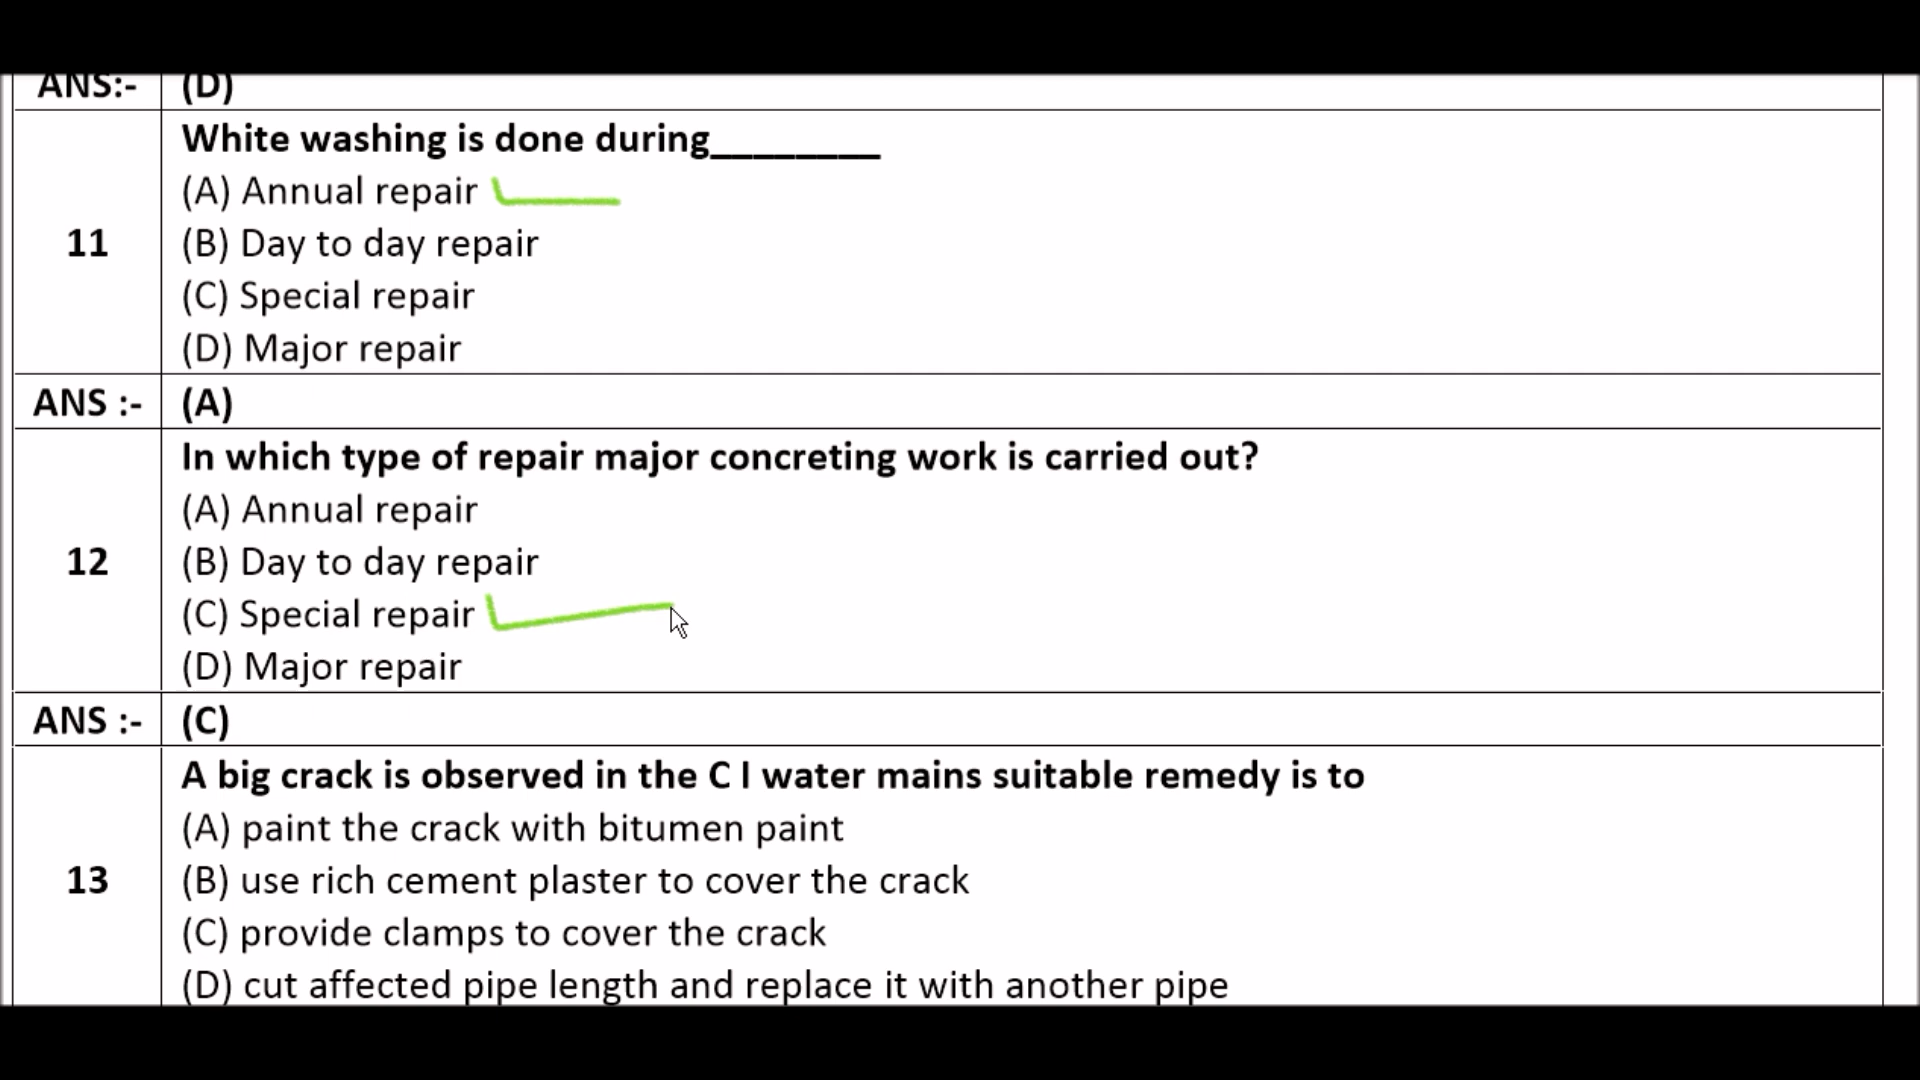 ANS:- (D)
White washing is done during________
(A) Annual repair
11 (B) Day to day repair
(C) Special repair
(D) Major repair
ANS :- (A)
In which type of repair major concreting work is carried out?
(A) Annual repair
12 (B) Day to day repair
(C) Special repair
(D) Major repair
ANS :- (C)
A big crack is observed in the C I water mains suitable remedy is to
(A) paint the crack with bitumen paint
13 (B) use rich cement plaster to cover the crack
(C) provide clamps to cover the crack
(D) cut affected pipe length and replace it with another pipe